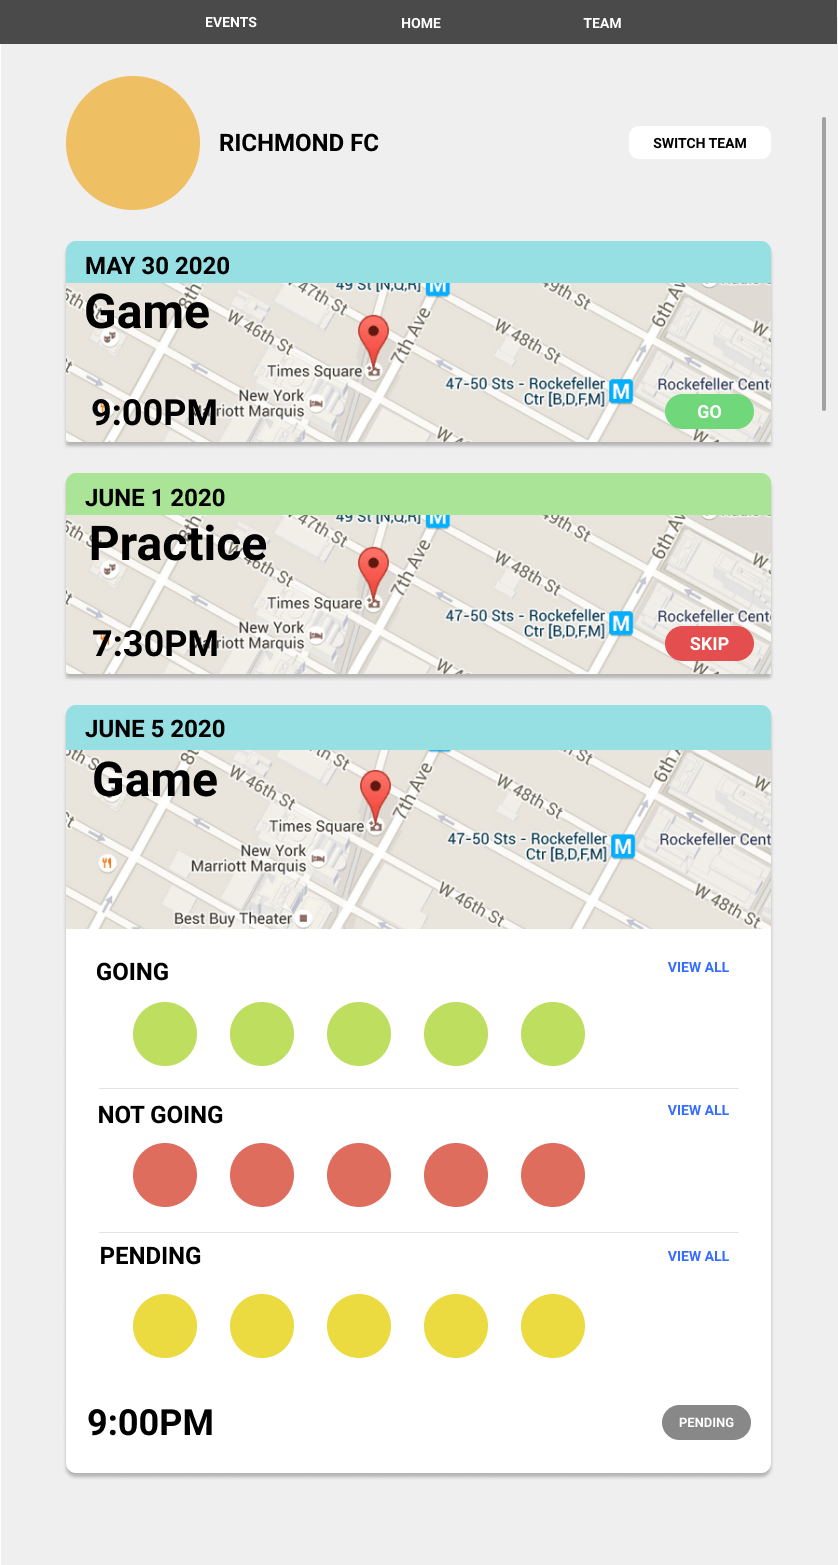 EVENTS HOME TEAM
RICHMOND FC
SWITCH TEAM
MAY 30 2020
Game
47th St
49 St [N,Q,R] M
49th St
8th
W 46th St
7th Ave
6th Av
W 48th St
Times Square
47-50 Sts - Rockefeller
Ctr [B,D,F,M] M
Rockefeller Cent
New York
Marriott Marquis
9:00PM
GO
JUNE 1 2020
Practice
47th St
49 St [N,Q,R] M
49th St
8th
W 46th St
7th Ave
6th Av
W 48th St
Times Square
47-50 Sts - Rockefeller
Ctr [B,D,F,M] M
Rockefeller Cent
New York
Marriott Marquis
7:30PM
SKIP
JUNE 5 2020
Game
W 46th St
7th Ave
6th
W 48th St
Times Square
47-50 Sts - Rockefeller
Ctr [B,D,F,M] M
Rockefeller Cent
New York
Marriott Marquis
W 46th St
W 48th St
Best Buy Theater
GOING
VIEW ALL
NOT GOING
VIEW ALL
PENDING
VIEW ALL
9:00PM
PENDING